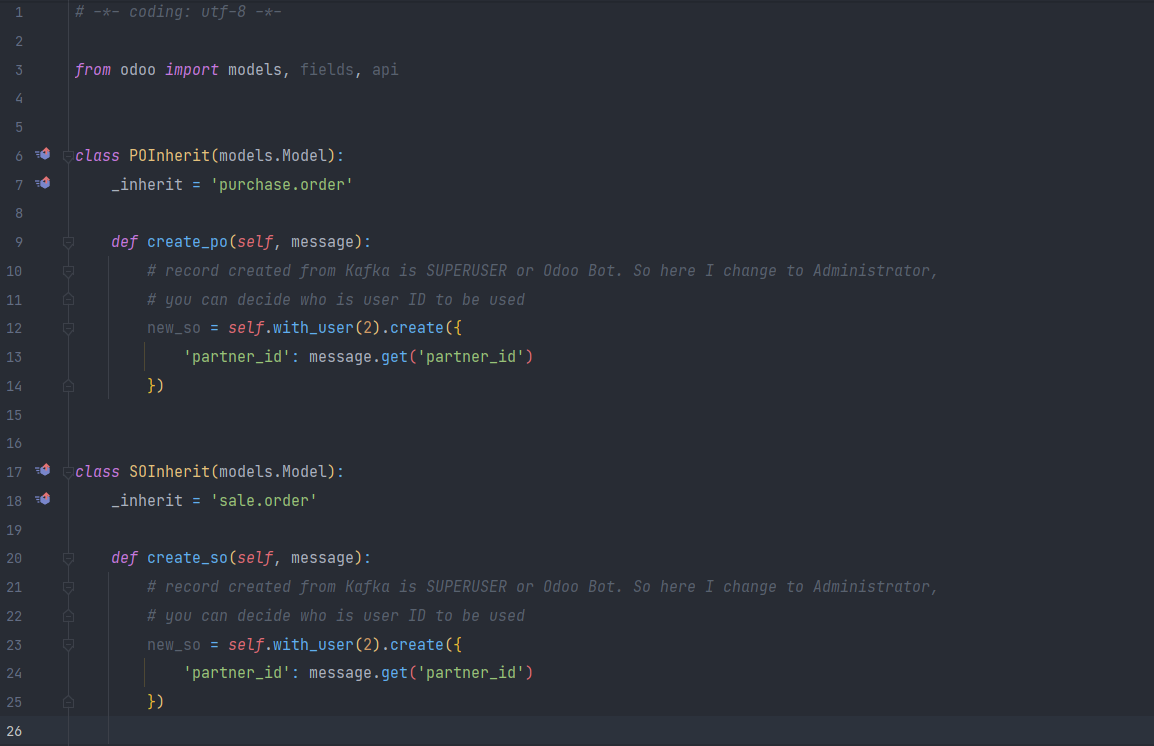 1 # -*- coding: utf-8 -*-
2
3 from odoo import models, fields, api
4
5
6 class POInherit(models.Model):
7     _inherit = 'purchase.order'
8
9     def create_po(self, message):
10         # record created from Kafka is SUPERUSER or Odoo Bot. So here I change to Administrator,
11         # you can decide who is user ID to be used
12         new_so = self.with_user(2).create({
13             'partner_id': message.get('partner_id')
14         })
15
16
17 class SOInherit(models.Model):
18     _inherit = 'sale.order'
19
20     def create_so(self, message):
21         # record created from Kafka is SUPERUSER or Odoo Bot. So here I change to Administrator,
22         # you can decide who is user ID to be used
23         new_so = self.with_user(2).create({
24             'partner_id': message.get('partner_id')
25         })
26